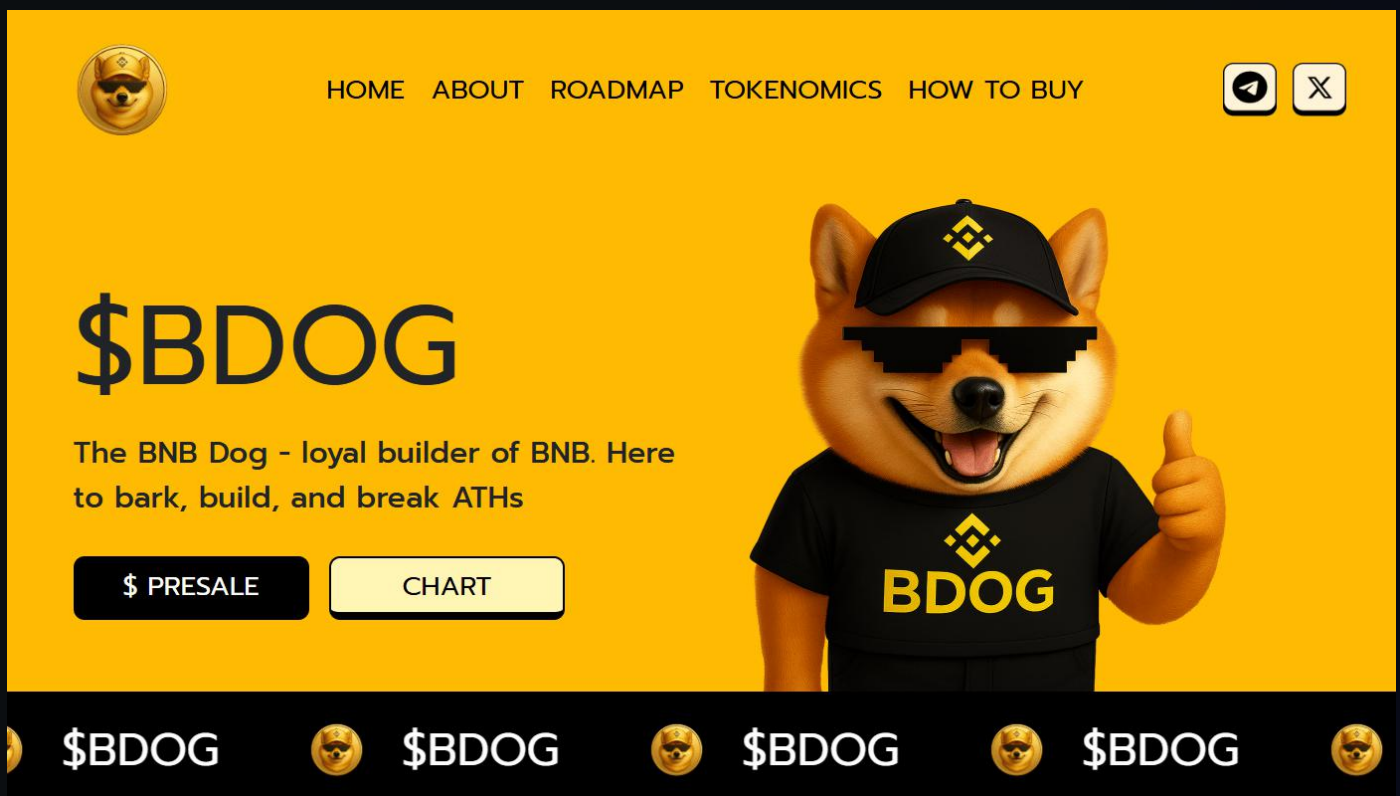 HOME ABOUT ROADMAP TOKENOMICS HOW TO BUY
$BDOG
The BNB Dog - loyal builder of BNB. Here
to bark, build, and break ATHs
$ PRESALE CHART
BDOG
$BDOG $BDOG $BDOG $BDOG